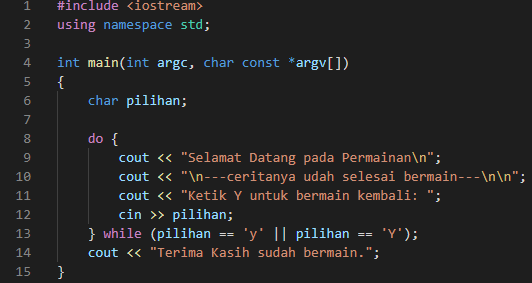 1 #include <iostream>
2 using namespace std;
3
4 int main(int argc, char const *argv[])
5 {
6     char pilihan;
7
8     do {
9         cout << "Selamat Datang pada Permainan\n";
10         cout << "\n---ceritanya udah selesai bermain---\n\n";
11         cout << "Ketik Y untuk bermain kembali: ";
12         cin >> pilihan;
13     } while (pilihan == 'y' || pilihan == 'Y');
14     cout << "Terima Kasih sudah bermain.";
15 }